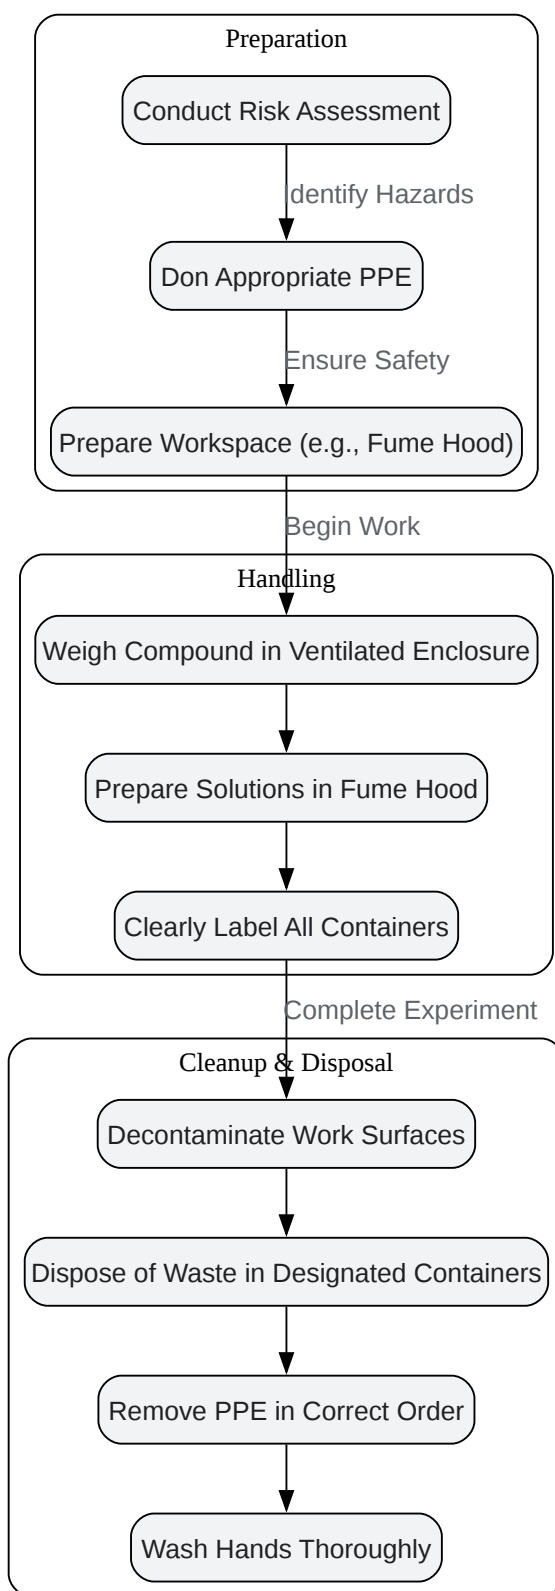 Preparation
Conduct Risk Assessment
Identify Hazards
Don Appropriate PPE
Ensure Safety
Prepare Workspace (e.g., Fume Hood)
Begin Work
Handling
Weigh Compound in Ventilated Enclosure
Prepare Solutions in Fume Hood
Clearly Label All Containers
Complete Experiment
Cleanup & Disposal
Decontaminate Work Surfaces
Dispose of Waste in Designated Containers
Remove PPE in Correct Order
Wash Hands Thoroughly